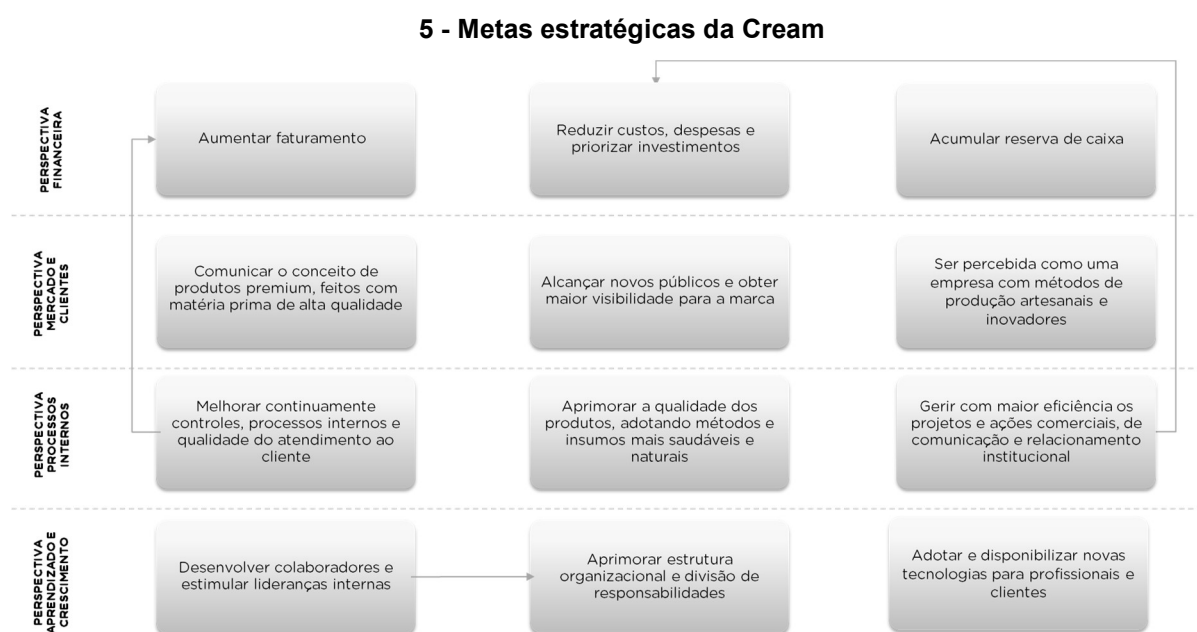 5 - Metas estratégicas da Cream
PERSPECTIVA
FINANCEIRA
Aumentar faturamento
Reduzir custos, despesas e
priorizar investimentos
Acumular reserva de caixa
PERSPECTIVA
MERCADO E
CLIENTES
Comunicar o conceito de
produtos premium, feitos com
matéria prima de alta qualidade
Alcançar novos públicos e obter
maior visibilidade para a marca
Ser percebida como uma
empresa com métodos de
produção artesanais e
inovadores
PERSPECTIVA
PROCESSOS
INTERNOS
Melhorar continuamente
controles, processos internos e
qualidade do atendimento ao
cliente
Aprimorar a qualidade dos
produtos, adotando métodos e
insumos mais saudáveis e
naturais
Gerir com maior eficiência os
projetos e ações comerciais, de
comunicação e relacionamento
institucional
PERSPECTIVA
APRENDIZADO E
CRESCIMENTO
Desenvolver colaboradores e
estimular lideranças internas
Aprimorar estrutura
organizacional e divisão de
responsabilidades
Adotar e disponibilizar novas
tecnologias para profissionais e
clientes